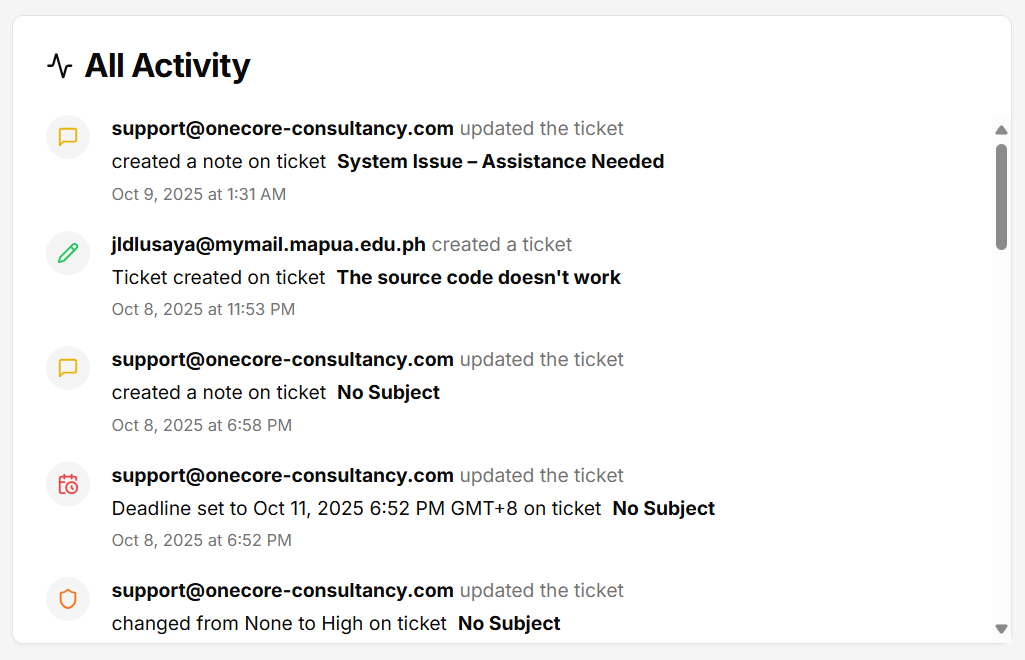 All Activity
support@onecore-consultancy.com updated the ticket
created a note on ticket System Issue – Assistance Needed
Oct 9, 2025 at 1:31 AM
jldlusaya@mymail.mapua.edu.ph created a ticket
Ticket created on ticket The source code doesn't work
Oct 8, 2025 at 11:53 PM
support@onecore-consultancy.com updated the ticket
created a note on ticket No Subject
Oct 8, 2025 at 6:58 PM
support@onecore-consultancy.com updated the ticket
Deadline set to Oct 11, 2025 6:52 PM GMT+8 on ticket No Subject
Oct 8, 2025 at 6:52 PM
support@onecore-consultancy.com updated the ticket
changed from None to High on ticket No Subject